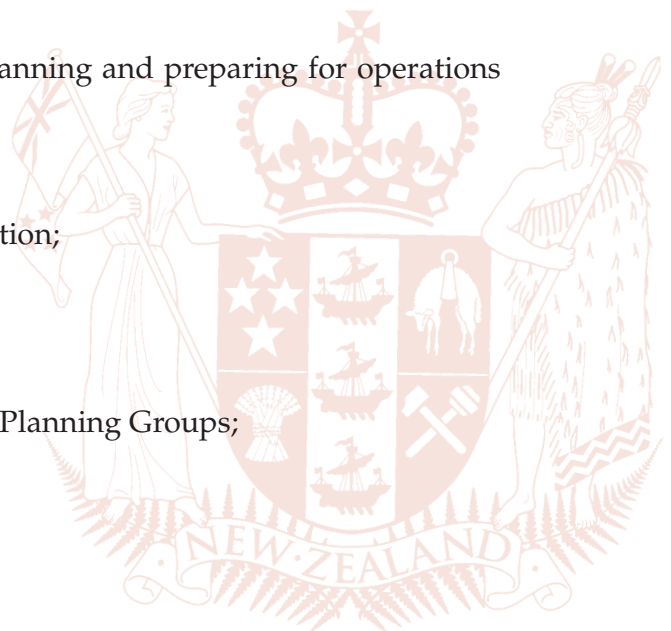 anning and preparing for operations
tion;
Planning Groups;
NEW ZEALAND